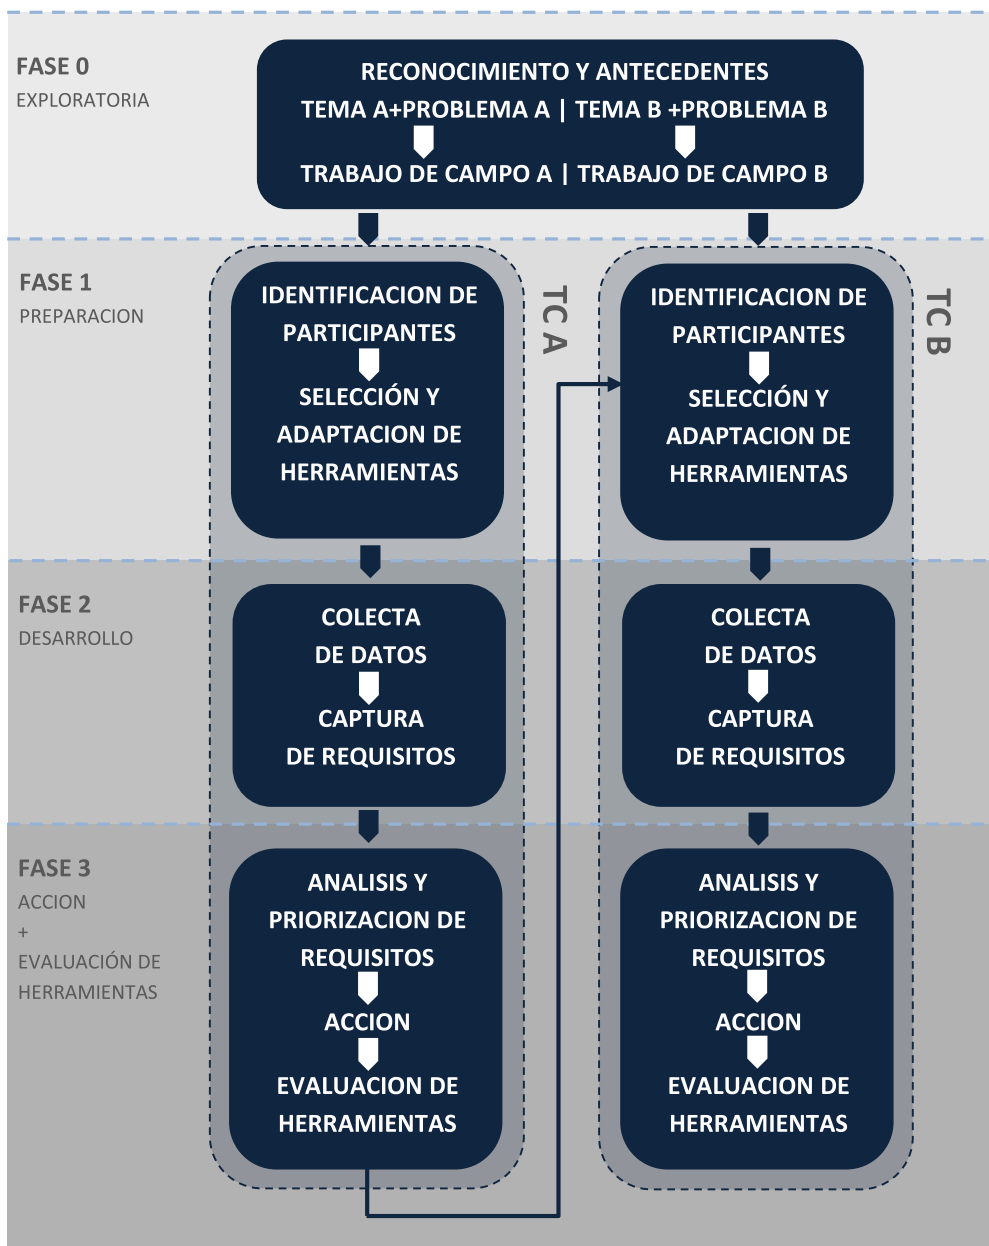 FASE 0
EXPLORATORIA
RECONOCIMIENTO Y ANTECEDENTES
TEMA A+PROBLEMA A | TEMA B +PROBLEMA B
TRABAJO DE CAMPO A | TRABAJO DE CAMPO B
FASE 1
PREPARACION
IDENTIFICACION DE
PARTICIPANTES
SELECCIÓN Y
ADAPTACION DE
HERRAMIENTAS
TC A
IDENTIFICACION DE
PARTICIPANTES
SELECCIÓN Y
ADAPTACION DE
HERRAMIENTAS
TC B
FASE 2
DESARROLLO
COLECTA
DE DATOS
CAPTURA
DE REQUISITOS
COLECTA
DE DATOS
CAPTURA
DE REQUISITOS
FASE 3
ACCION
+
EVALUACIÓN DE
HERRAMIENTAS
ANALISIS Y
PRIORIZACION DE
REQUISITOS
ACCION
EVALUACION DE
HERRAMIENTAS
ANALISIS Y
PRIORIZACION DE
REQUISITOS
ACCION
EVALUACION DE
HERRAMIENTAS